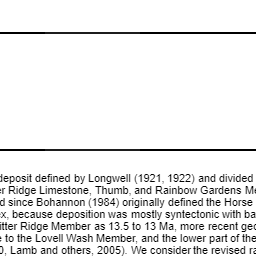 deposit defined by Longwell (1921, 1922) and divided
er Ridge Limestone, Thumb, and Rainbow Gardens Me
d since Bohannon (1984) originally defined the Horse
x, because deposition was mostly syntectonic with ba
itter Ridge Member as 13.5 to 13 Ma, more recent geo
e to the Lovell Wash Member, and the lower part of the
0, Lamb and others, 2005). We consider the revised ra